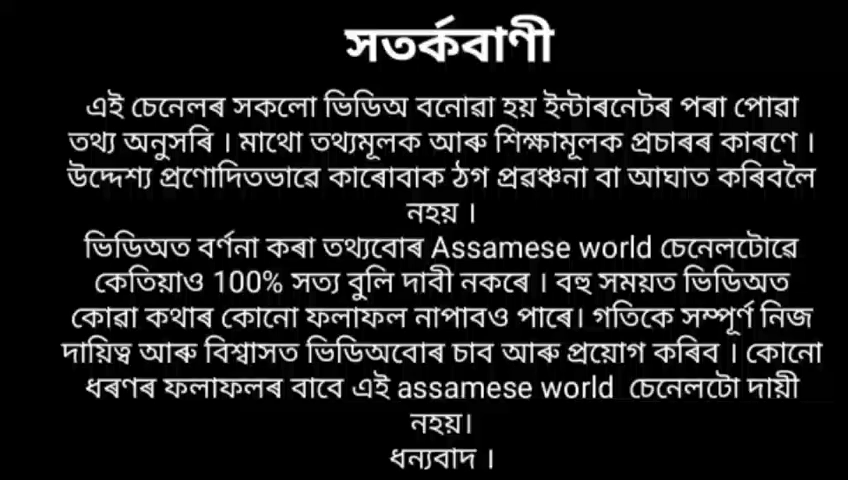 সতৰ্কবাণী
এই চেনেলৰ সকলো ভিডিঅ বনোৱা হয় ইন্টাৰনেটৰ পৰা পোৱা
তথ্য অনুসৰি । মাথো তথ্যমূলক আৰু শিক্ষামূলক প্ৰচাৰৰ কাৰণে ।
উদ্দেশ্য প্ৰণোদিতভাৱে কাৰোবাক ঠগ প্ৰৱঞ্চনা বা আঘাত কৰিবলৈ
নহয় ।
ভিডিঅত বৰ্ণনা কৰা তথ্যবোৰ Assamese world চেনেলটোৱে
কেতিয়াও 100% সত্য বুলি দাবী নকৰে । বহু সময়ত ভিডিঅত
কোৱা কথাৰ কোনো ফলাফল নাপাবও পাৰে। গতিকে সম্পূৰ্ণ নিজ
দায়িত্ব আৰু বিশ্বাসত ভিডিঅবোৰ চাব আৰু প্ৰয়োগ কৰিব । কোনো
ধৰণৰ ফলাফলৰ বাবে এই assamese world চেনেলটো দায়ী
নহয়।
ধন্যবাদ ।